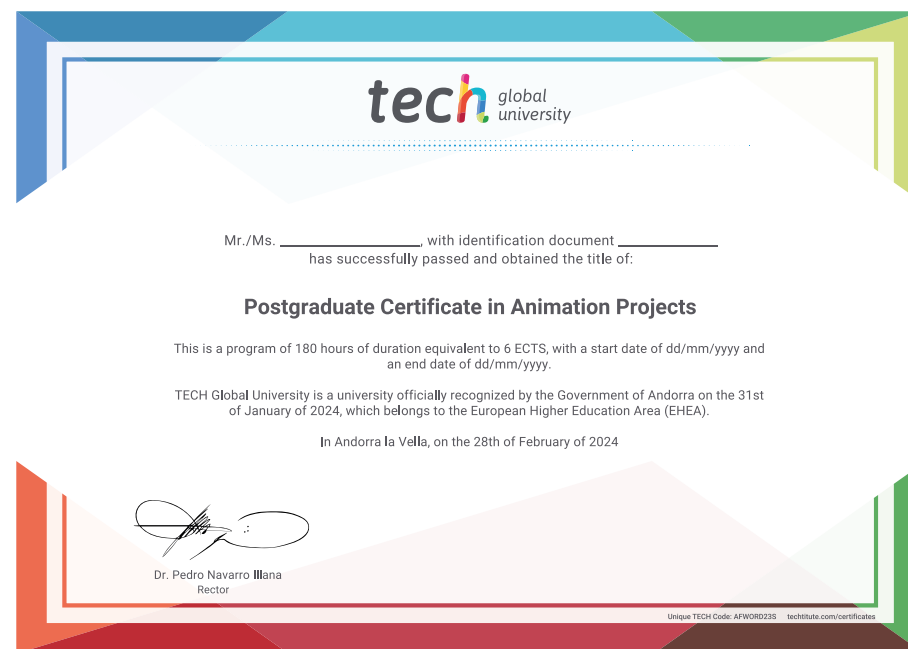 tech global university
Mr./Ms. ____________________, with identification document ______________
has successfully passed and obtained the title of:
Postgraduate Certificate in Animation Projects
This is a program of 180 hours of duration equivalent to 6 ECTS, with a start date of dd/mm/yyyy and
an end date of dd/mm/yyyy.
TECH Global University is a university officially recognized by the Government of Andorra on the 31st
of January of 2024, which belongs to the European Higher Education Area (EHEA).
In Andorra la Vella, on the 28th of February of 2024
Dr. Pedro Navarro Illana
Rector
Unique TECH Code: AFWORD23S techtitute.com/certificates